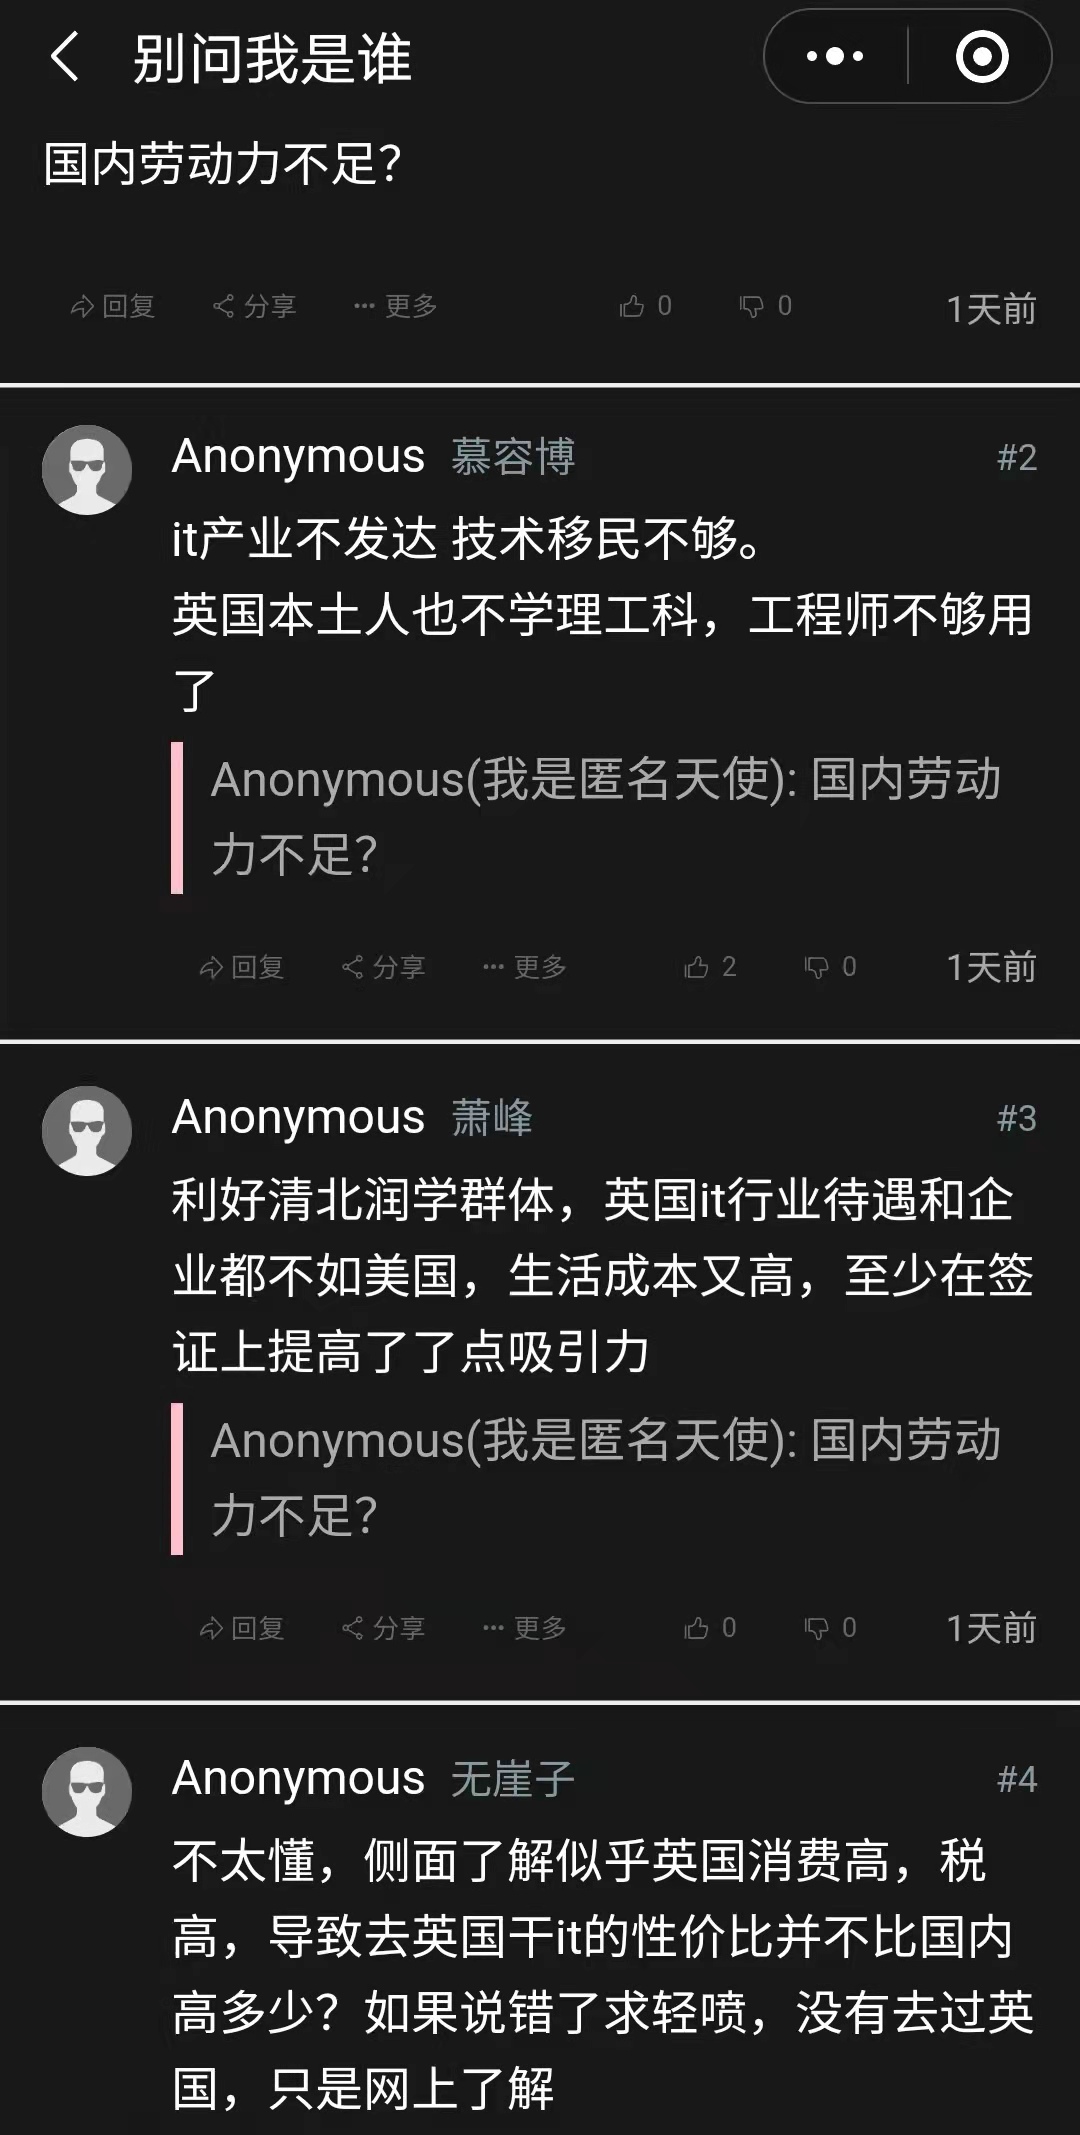 别问我是谁
国内劳动力不足？
回复 分享 更多 0 0 1天前
Anonymous 慕容博 #2
it产业不发达 技术移民不够。
英国本土人也不学理工科，工程师不够用
了
Anonymous(我是匿名天使): 国内劳动
力不足？
回复 分享 更多 2 0 1天前
Anonymous 萧峰 #3
利好清北润学群体，英国it行业待遇和企
业都不如美国，生活成本又高，至少在签
证上提高了了点吸引力
Anonymous(我是匿名天使): 国内劳动
力不足？
回复 分享 更多 0 0 1天前
Anonymous 无崖子 #4
不太懂，侧面了解似乎英国消费高，税
高，导致去英国干it的性价比并不比国内
高多少？如果说错了求轻喷，没有去过英
国，只是网上了解